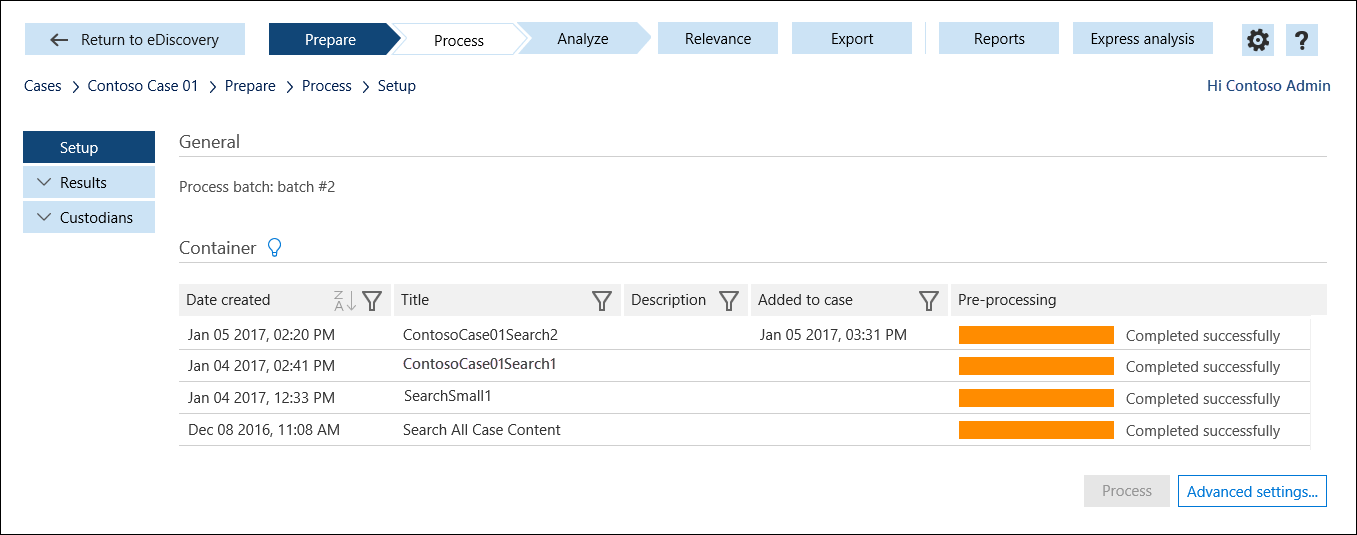 Return to eDiscovery Prepare Process Analyze Relevance Export Reports Express analysis ?
Cases > Contoso Case 01 > Prepare > Process > Setup Hi Contoso Admin
Setup
Results
Custodians
General
Process batch: batch #2
Container
Date created ZA Title Description Added to case Pre-processing
Jan 05 2017, 02:20 PM ContosoCase01Search2 Jan 05 2017, 03:31 PM Completed successfully
Jan 04 2017, 02:41 PM ContosoCase01Search1 Completed successfully
Jan 04 2017, 12:33 PM SearchSmall1 Completed successfully
Dec 08 2016, 11:08 AM Search All Case Content Completed successfully
Process Advanced settings...